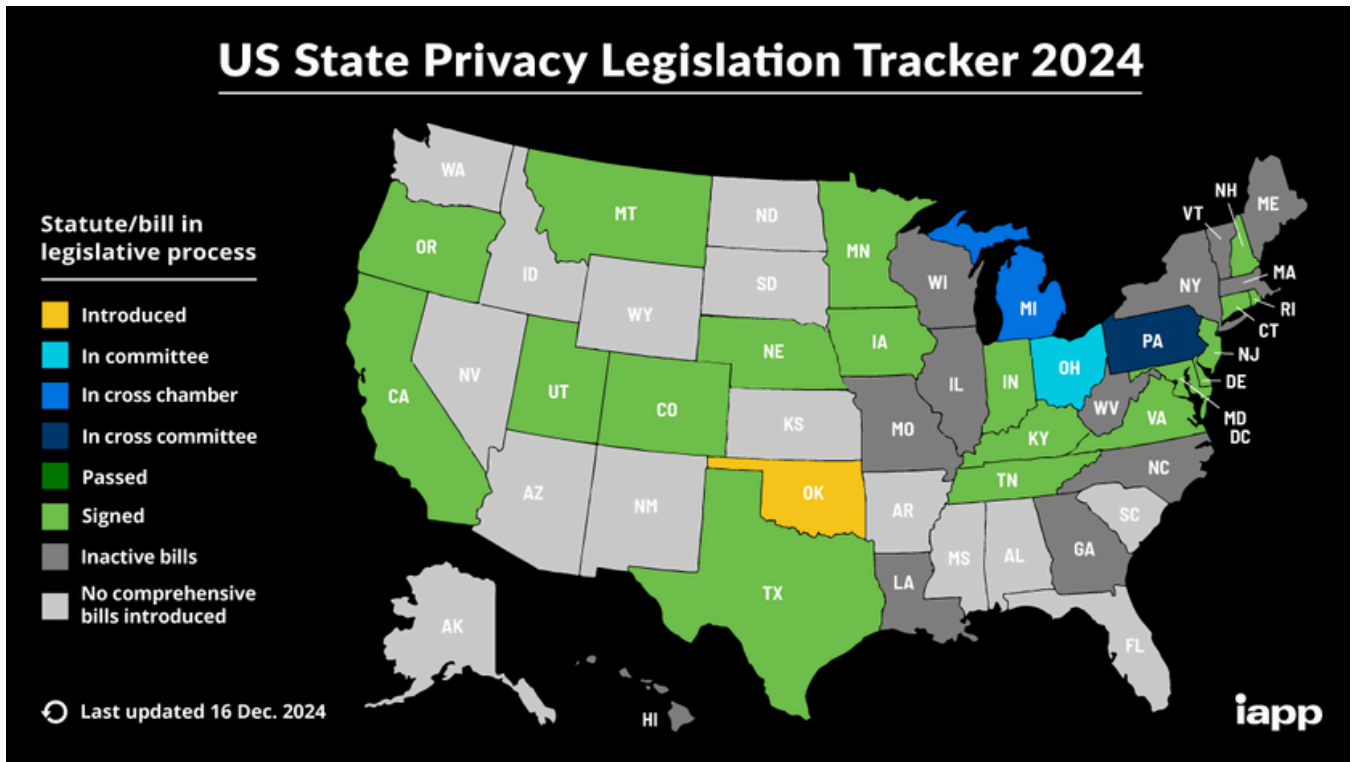 US State Privacy Legislation Tracker 2024
Statute/bill in
legislative process
Introduced
In committee
In cross chamber
In cross committee
Passed
Signed
Inactive bills
No comprehensive
bills introduced
Last updated 16 Dec. 2024
WA
OR
CA
NV
ID
MT
WY
UT
CO
AZ
NM
ND
SD
NE
KS
OK
TX
MN
IA
MO
AR
LA
WI
IL
MS
MI
IN
KY
TN
AL
OH
WV
GA
FL
SC
NC
VA
PA
NY
VT
NH
ME
MA
RI
CT
NJ
DE
MD
DC
AK
HI
iapp